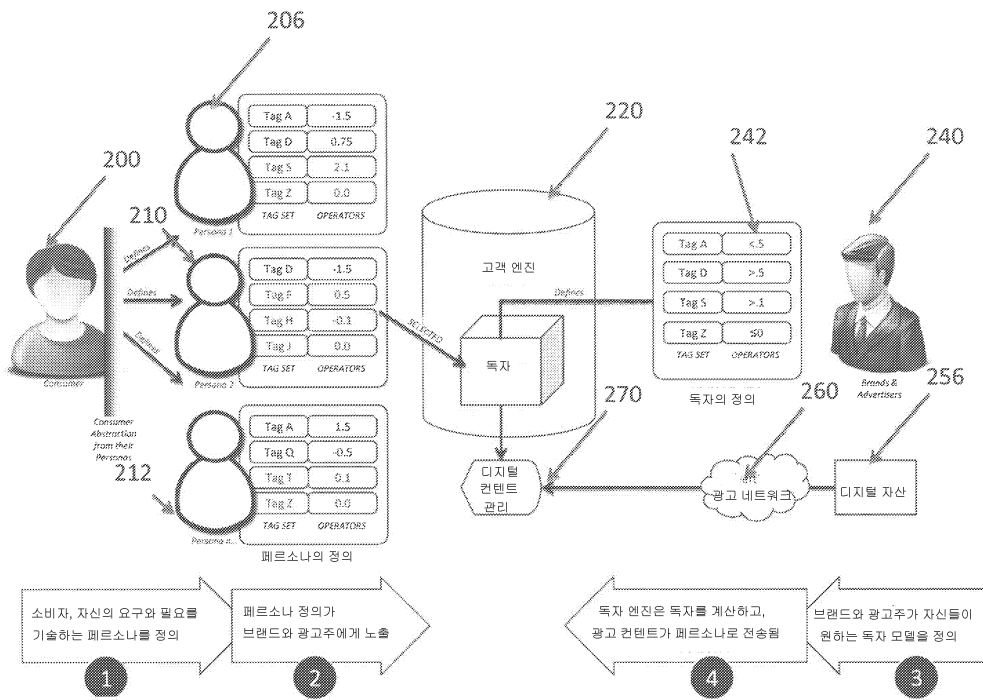 206
Tag A -1.5
Tag D 0.75
Tag S 2.1
Tag Z 0.0
TAG SET OPERATORS
Persona 1
200
210
Defines
Defines
Defines
Consumer
Consumer
Abstraction
from their
Personas
Tag D -1.5
Tag F 0.5
Tag H -0.1
Tag J 0.0
TAG SET OPERATORS
Persona 2
SELECTED
212
Tag A 1.5
Tag Q -0.5
Tag T 0.1
Tag Z 0.0
TAG SET OPERATORS
Persona n...
페르소나의 정의
220
고객 엔진
Defines
독자
242
Tag A <.5
Tag D >.5
Tag S >.1
Tag Z ≤0
TAG SET OPERATORS
독자의 정의
240
Brands &
Advertisers
270
디지털
컨텐트
관리
260
광고 네트워크
256
디지털 자산
소비자, 자신의 요구와 필요를
기술하는 페르소나를 정의
1
페르소나 정의가
브랜드와 광고주에게 노출
2
독자 엔진은 독자를 계산하고,
광고 컨텐트가 페르소나로 전송됨
4
브랜드와 광고주가 자신들이
원하는 독자 모델을 정의
3